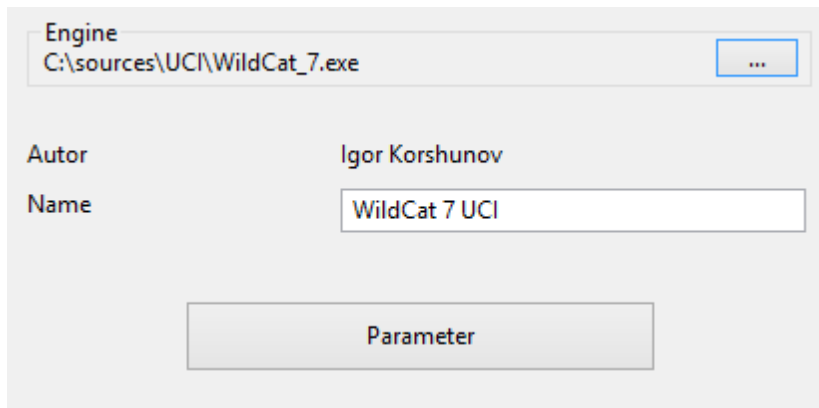 Engine
C:\sources\UCI\WildCat_7.exe ...
Autor Igor Korshunov
Name WildCat 7 UCI
Parameter